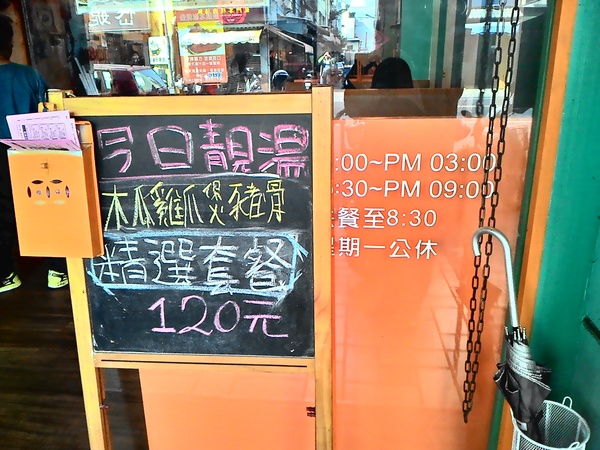 今日靚湯
木瓜雞爪煲豬骨
精選套餐
120元
:00~PM 03:00
:30~PM 09:00
餐至8:30
期一公休